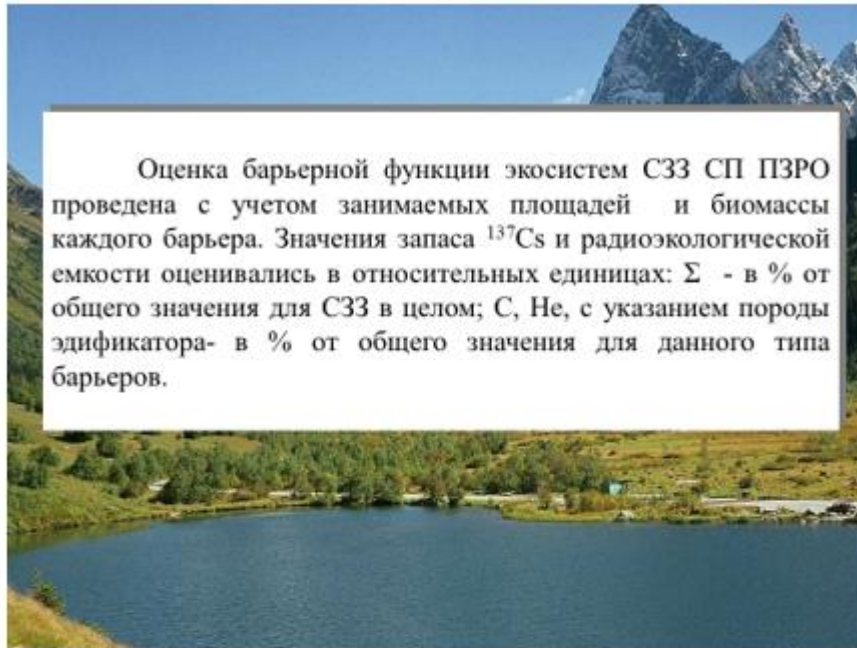 Оценка барьерной функции экосистем СЗЗ СП ПЗРО
проведена с учетом занимаемых площадей и биомассы
каждого барьера. Значения запаса ¹³⁷Cs и радиоэкологической
емкости оценивались в относительных единицах: Σ - в % от
общего значения для СЗЗ в целом; С, Не, с указанием породы
эдификатора- в % от общего значения для данного типа
барьеров.